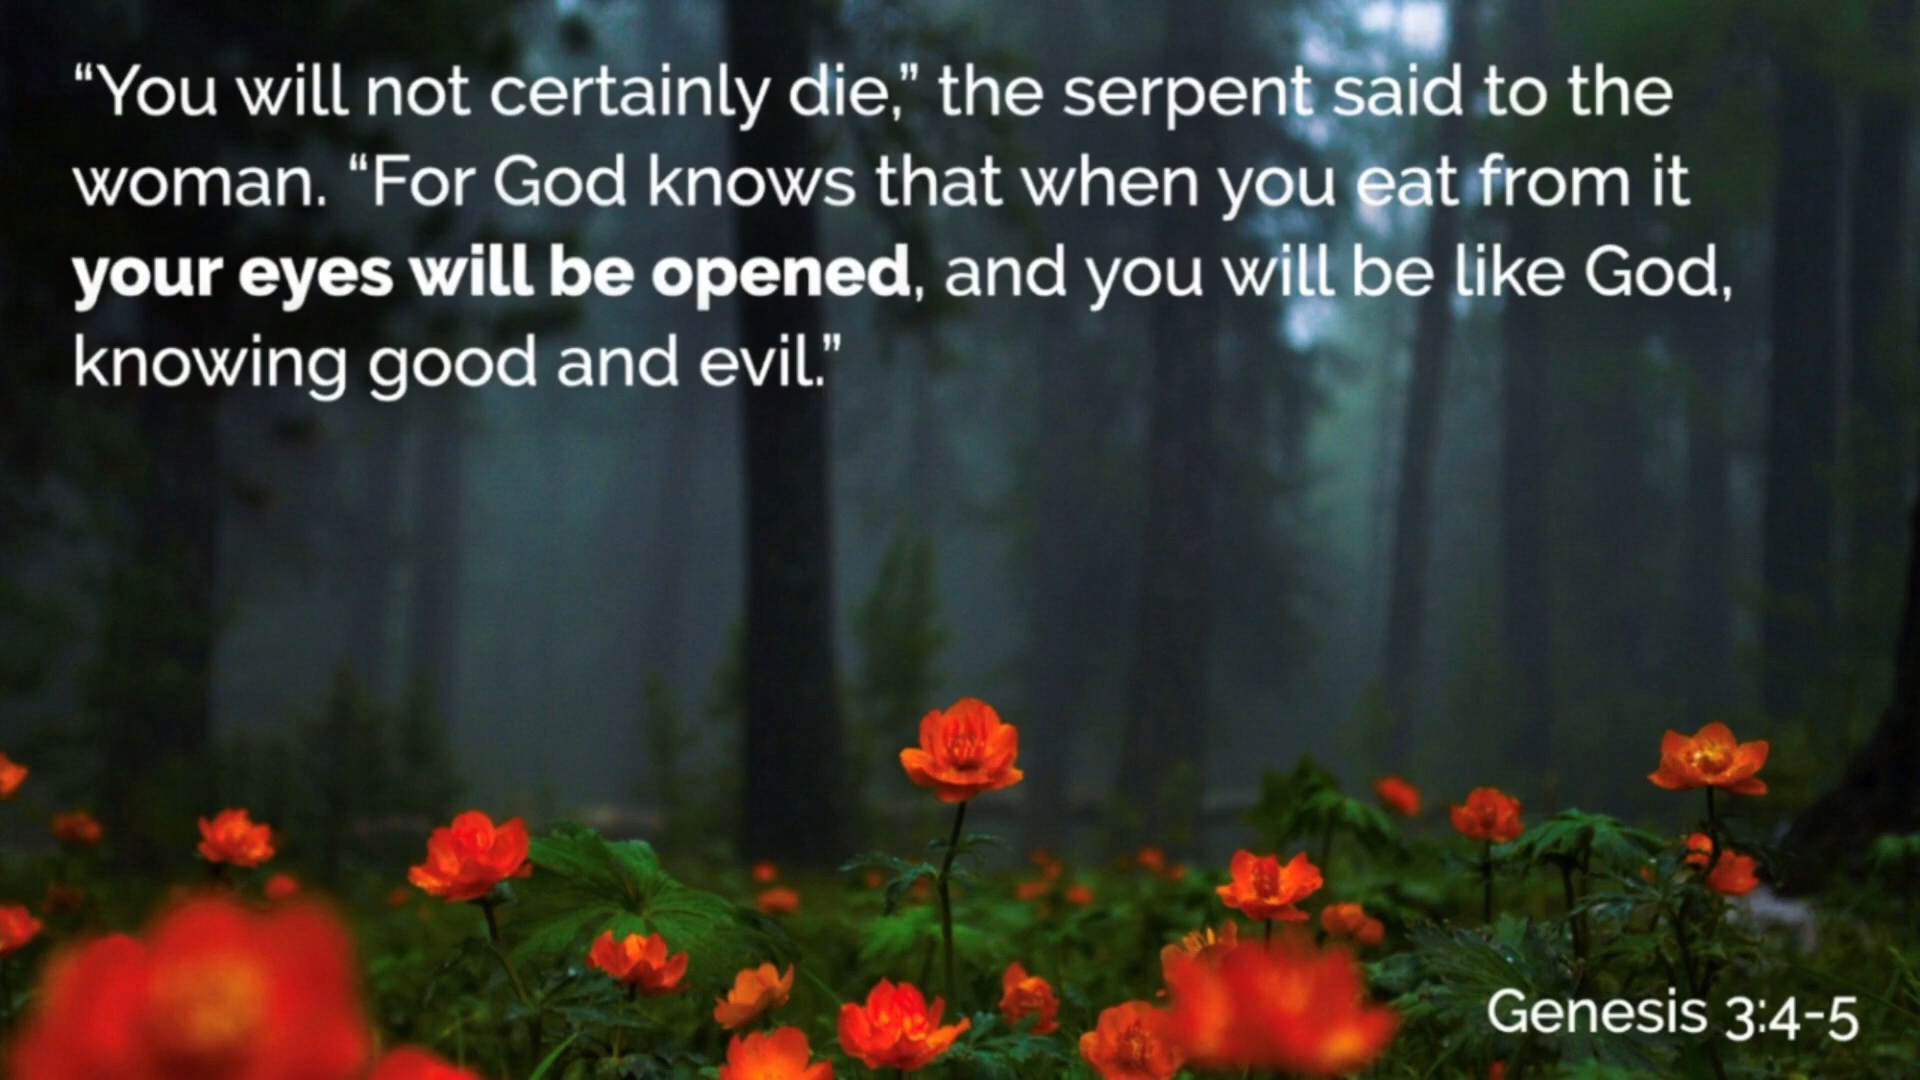 “You will not certainly die,” the serpent said to the
woman. “For God knows that when you eat from it
your eyes will be opened, and you will be like God,
knowing good and evil.”
Genesis 3:4-5